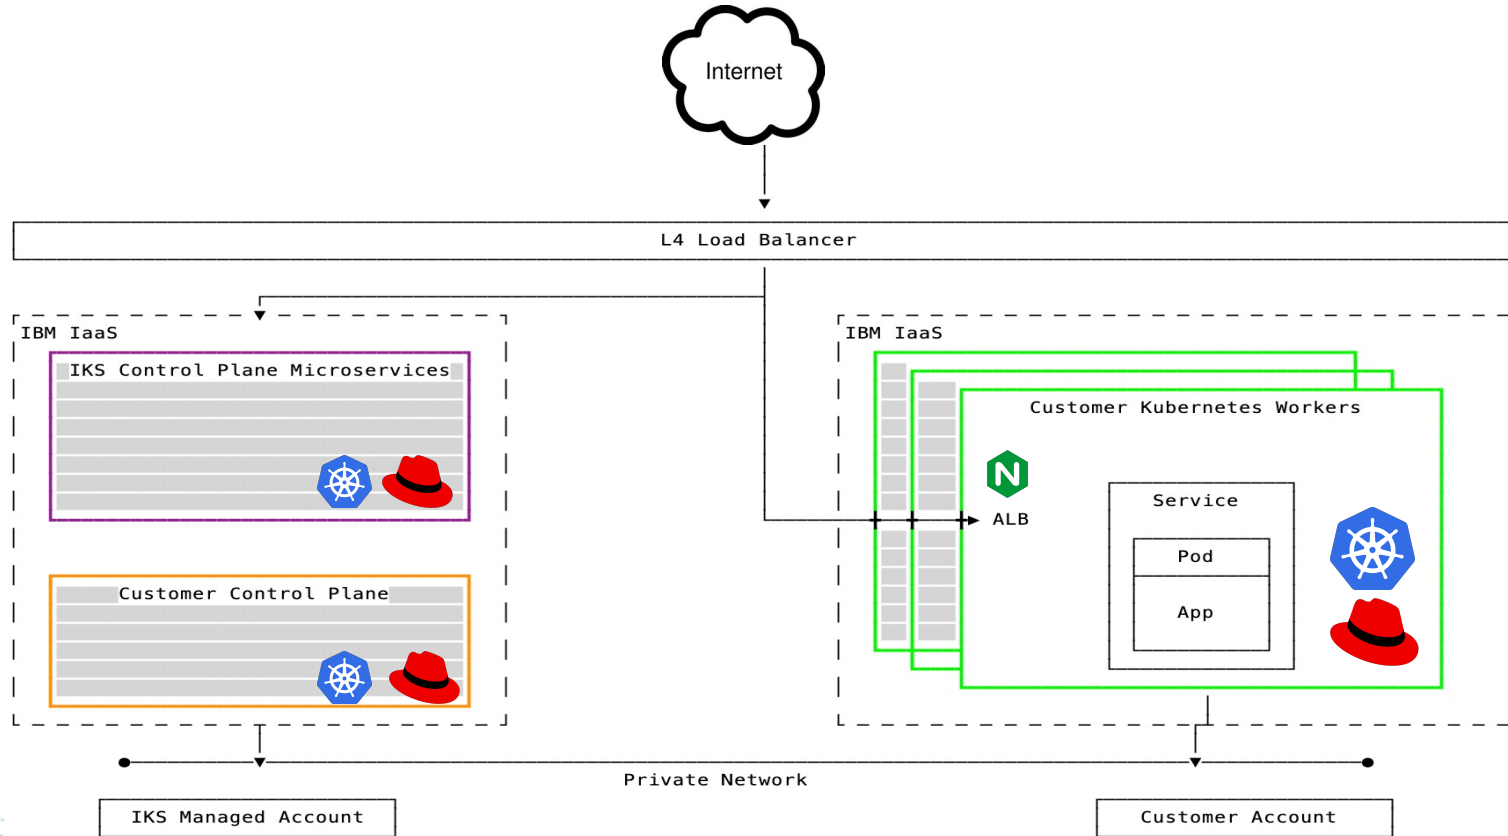 Internet
L4 Load Balancer
IBM IaaS
IKS Control Plane Microservices
Customer Control Plane
IBM IaaS
Customer Kubernetes Workers
N
ALB
Service
Pod
App
Private Network
IKS Managed Account
Customer Account